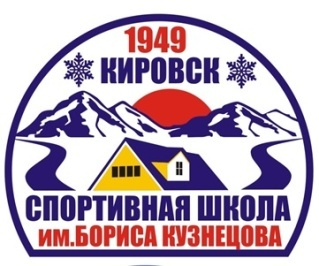 1949
КИРОВСК
СПОРТИВНАЯ ШКОЛА
им.БОРИСА КУЗНЕЦОВА